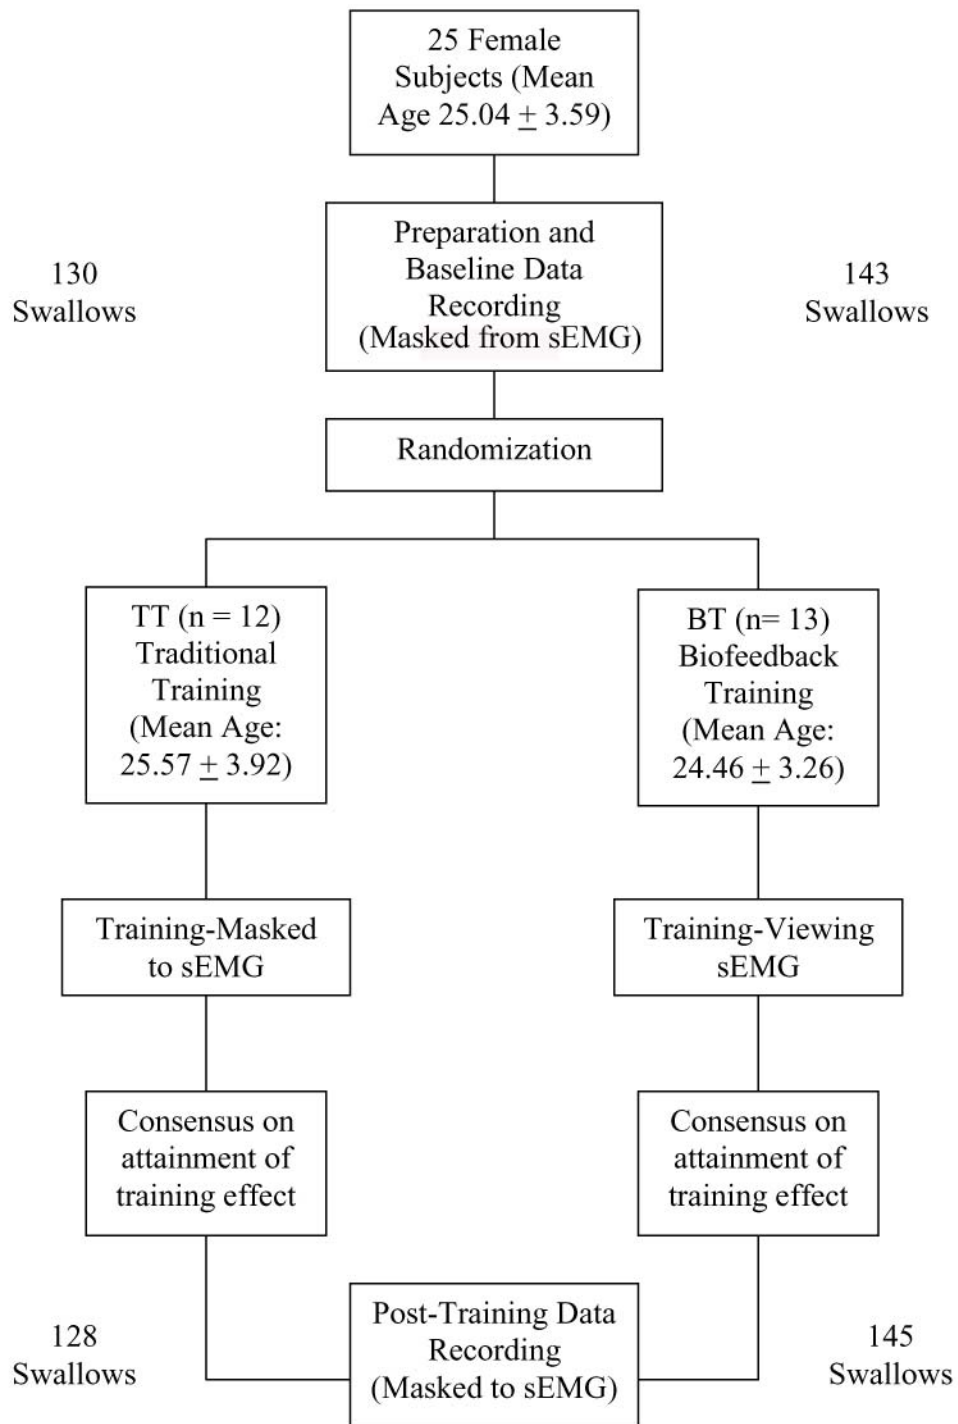 25 Female
Subjects (Mean
Age 25.04 ± 3.59)
130
Swallows
Preparation and
Baseline Data
Recording
(Masked from sEMG)
143
Swallows
Randomization
TT (n = 12)
Traditional
Training
(Mean Age:
25.57 ± 3.92)
BT (n= 13)
Biofeedback
Training
(Mean Age:
24.46 ± 3.26)
Training-Masked
to sEMG
Training-Viewing
sEMG
Consensus on
attainment of
training effect
Consensus on
attainment of
training effect
128
Swallows
Post-Training Data
Recording
(Masked to sEMG)
145
Swallows